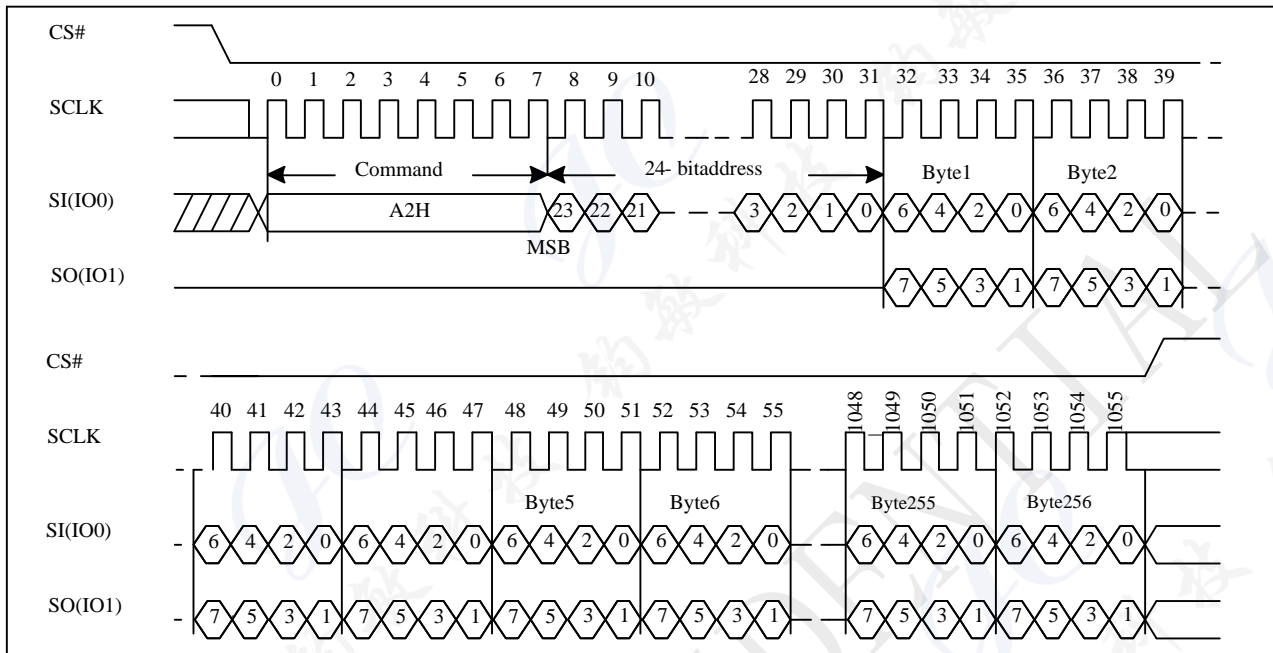 CS#
0 1 2 3 4 5 6 7 8 9 10 28 29 30 31 32 33 34 35 36 37 38 39
SCLK
Command 24- bitaddress Byte1 Byte2
SI(IO0) A2H 23 22 21 3 2 1 0 6 4 2 0 6 4 2 0
MSB
SO(IO1) 7 5 3 1 7 5 3 1
CS#
40 41 42 43 44 45 46 47 48 49 50 51 52 53 54 55 1048 1049 1050 1051 1052 1053 1054 1055
SCLK
Byte5 Byte6 Byte255 Byte256
SI(IO0) 6 4 2 0 6 4 2 0 6 4 2 0 6 4 2 0 6 4 2 0 6 4 2 0
SO(IO1) 7 5 3 1 7 5 3 1 7 5 3 1 7 5 3 1 7 5 3 1 7 5 3 1
DENTIAL